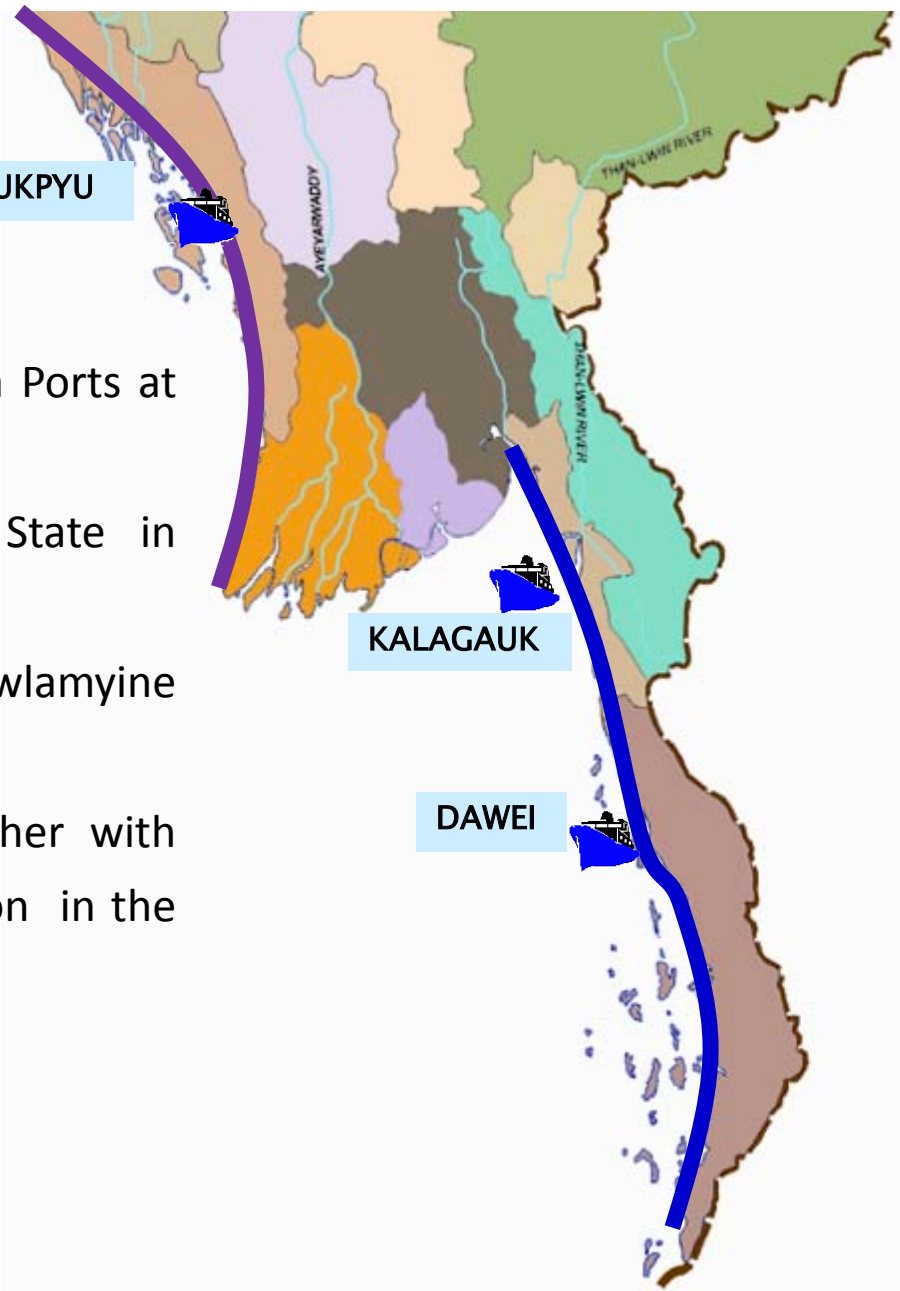 THAN-LWIN RIVER
UKPYU
AYEYARWADDY
Ports at
THAN-LWIN RIVER
State in
wlamyine
KALAGAUK
her with
DAWEI
on in the